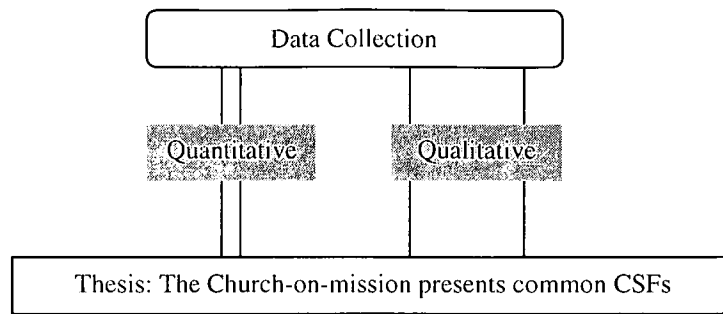 Data Collection
Quantitative
Qualitative
Thesis: The Church-on-mission presents common CSFs